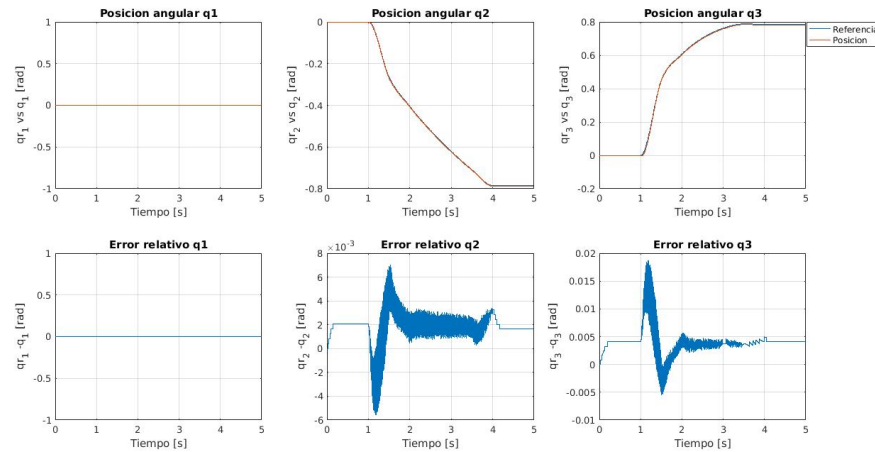 Posicion angular q1
Posicion angular q2
Posicion angular q3
1
0.5
0
-0.5
-1
qr1 vs q1 [rad]
0 1 2 3 4 5
Tiempo [s]
0
-0.2
-0.4
-0.6
-0.8
qr2 vs q2 [rad]
0 1 2 3 4 5
Tiempo [s]
0.8
0.6
0.4
0.2
0
-0.2
qr3 vs q3 [rad]
0 1 2 3 4 5
Tiempo [s]
Referencia
Posicion
Error relativo q1
Error relativo q2
Error relativo q3
1
0.5
0
-0.5
-1
qr1 -q1 [rad]
0 1 2 3 4 5
Tiempo [s]
×10-3
8
6
4
2
0
-2
-4
-6
qr2 -q2 [rad]
0 1 2 3 4 5
Tiempo [s]
0.02
0.015
0.01
0.005
0
-0.005
-0.01
qr3 -q3 [rad]
0 1 2 3 4 5
Tiempo [s]